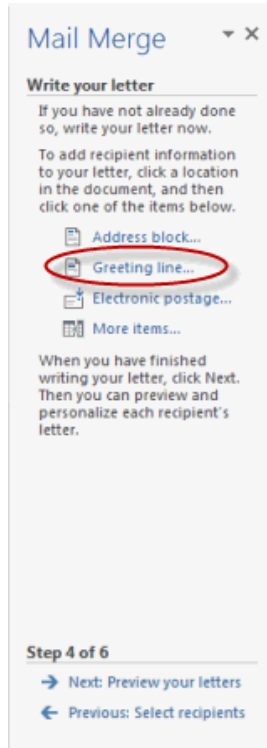 Mail Merge
Write your letter
If you have not already done
so, write your letter now.
To add recipient information
to your letter, click a location
in the document, and then
click one of the items below.
Address block...
Greeting line...
Electronic postage...
More items...
When you have finished
writing your letter, click Next.
Then you can preview and
personalize each recipient's
letter.
Step 4 of 6
Next: Preview your letters
Previous: Select recipients